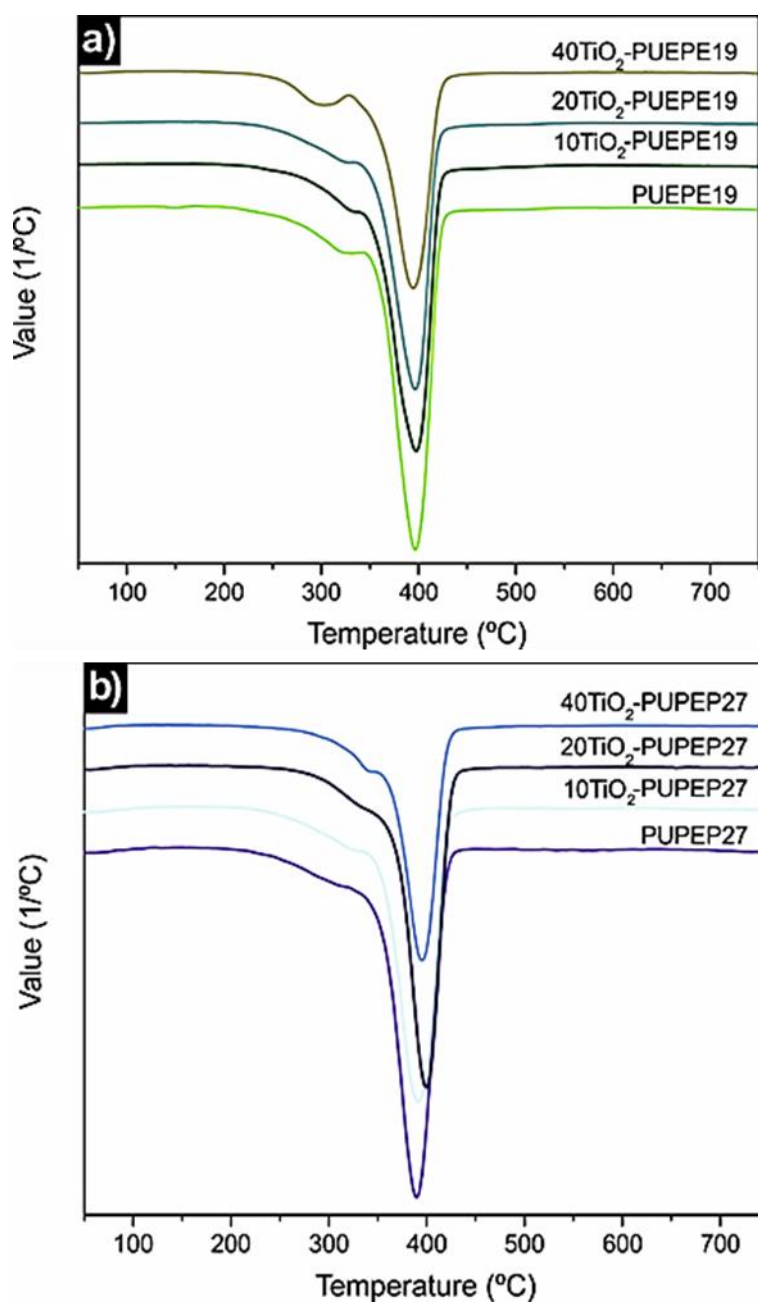 a)
40TiO₂-PUEPE19
20TiO₂-PUEPE19
10TiO₂-PUEPE19
PUEPE19
Value (1/ºC)
100 200 300 400 500 600 700
Temperature (ºC)
b)
40TiO₂-PUPEP27
20TiO₂-PUPEP27
10TiO₂-PUPEP27
PUPEP27
Value (1/ºC)
100 200 300 400 500 600 700
Temperature (ºC)